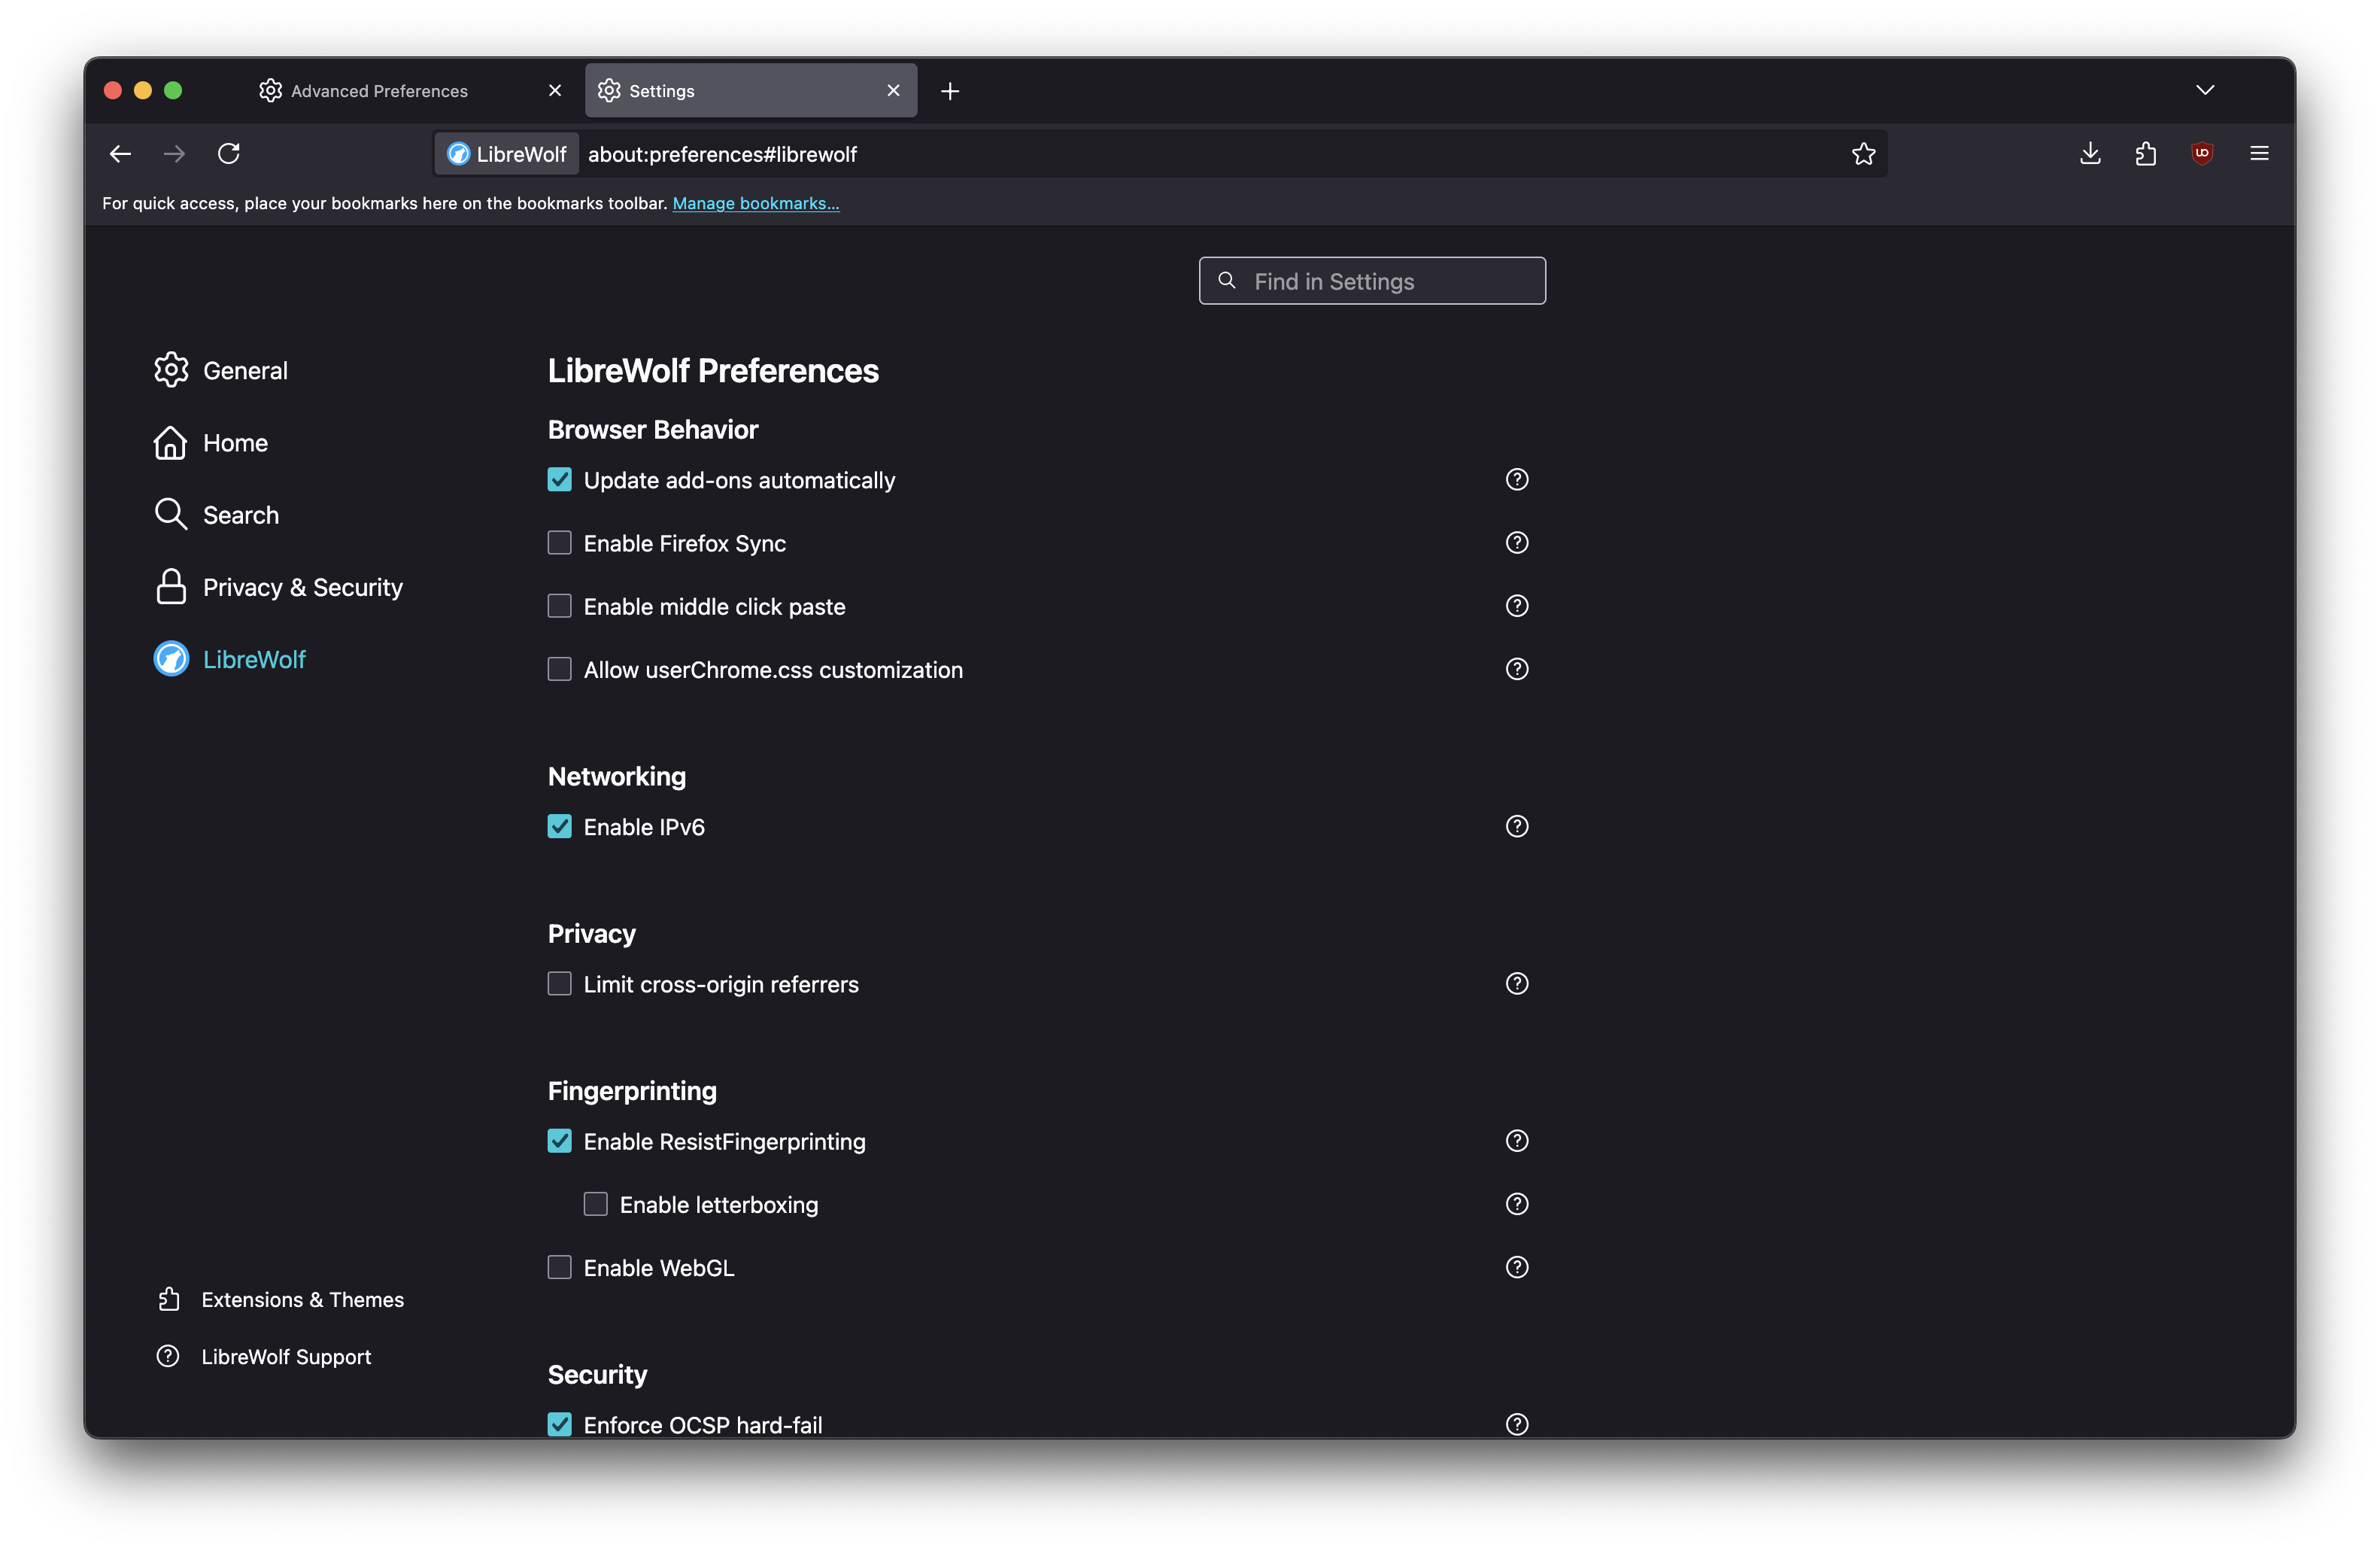 Advanced Preferences
Settings
LibreWolf about:preferences#librewolf
For quick access, place your bookmarks here on the bookmarks toolbar. Manage bookmarks...
Find in Settings
General
Home
Search
Privacy & Security
LibreWolf
Extensions & Themes
LibreWolf Support
LibreWolf Preferences
Browser Behavior
Update add-ons automatically
Enable Firefox Sync
Enable middle click paste
Allow userChrome.css customization
Networking
Enable IPv6
Privacy
Limit cross-origin referrers
Fingerprinting
Enable ResistFingerprinting
Enable letterboxing
Enable WebGL
Security
Enforce OCSP hard-fail